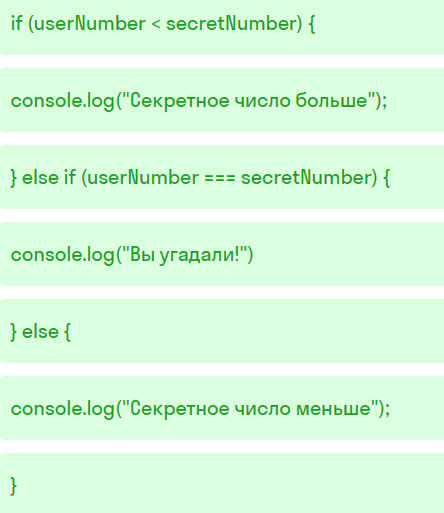 if (userNumber < secretNumber) {
console.log("Секретное число больше");
} else if (userNumber === secretNumber) {
console.log("Вы угадали!")
} else {
console.log("Секретное число меньше");
}